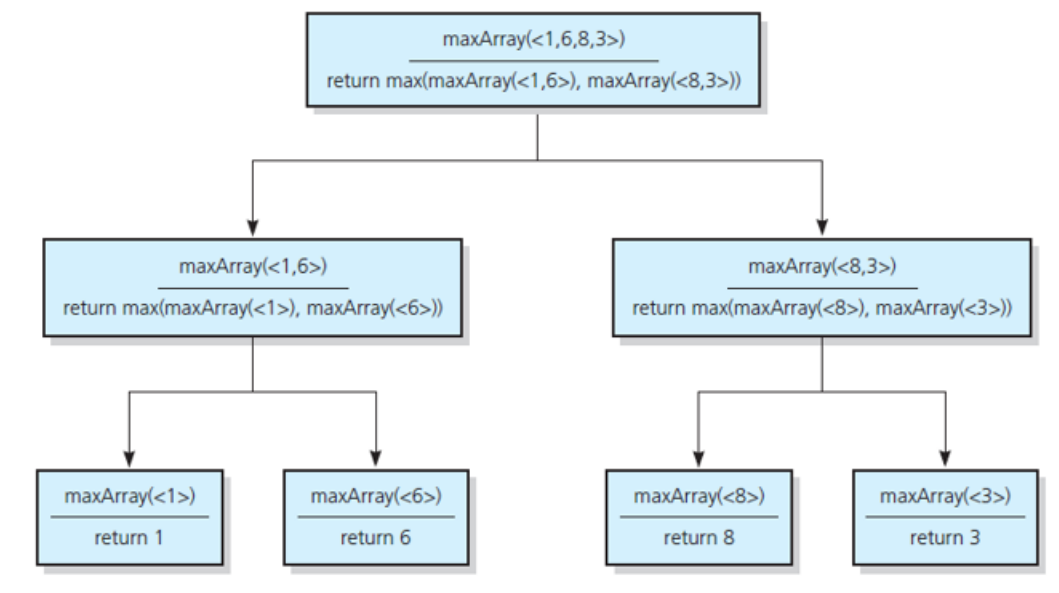 maxArray(<1,6,8,3>)
return max(maxArray(<1,6>), maxArray(<8,3>))
maxArray(<1,6>)
return max(maxArray(<1>), maxArray(<6>))
maxArray(<8,3>)
return max(maxArray(<8>), maxArray(<3>))
maxArray(<1>)
return 1
maxArray(<6>)
return 6
maxArray(<8>)
return 8
maxArray(<3>)
return 3